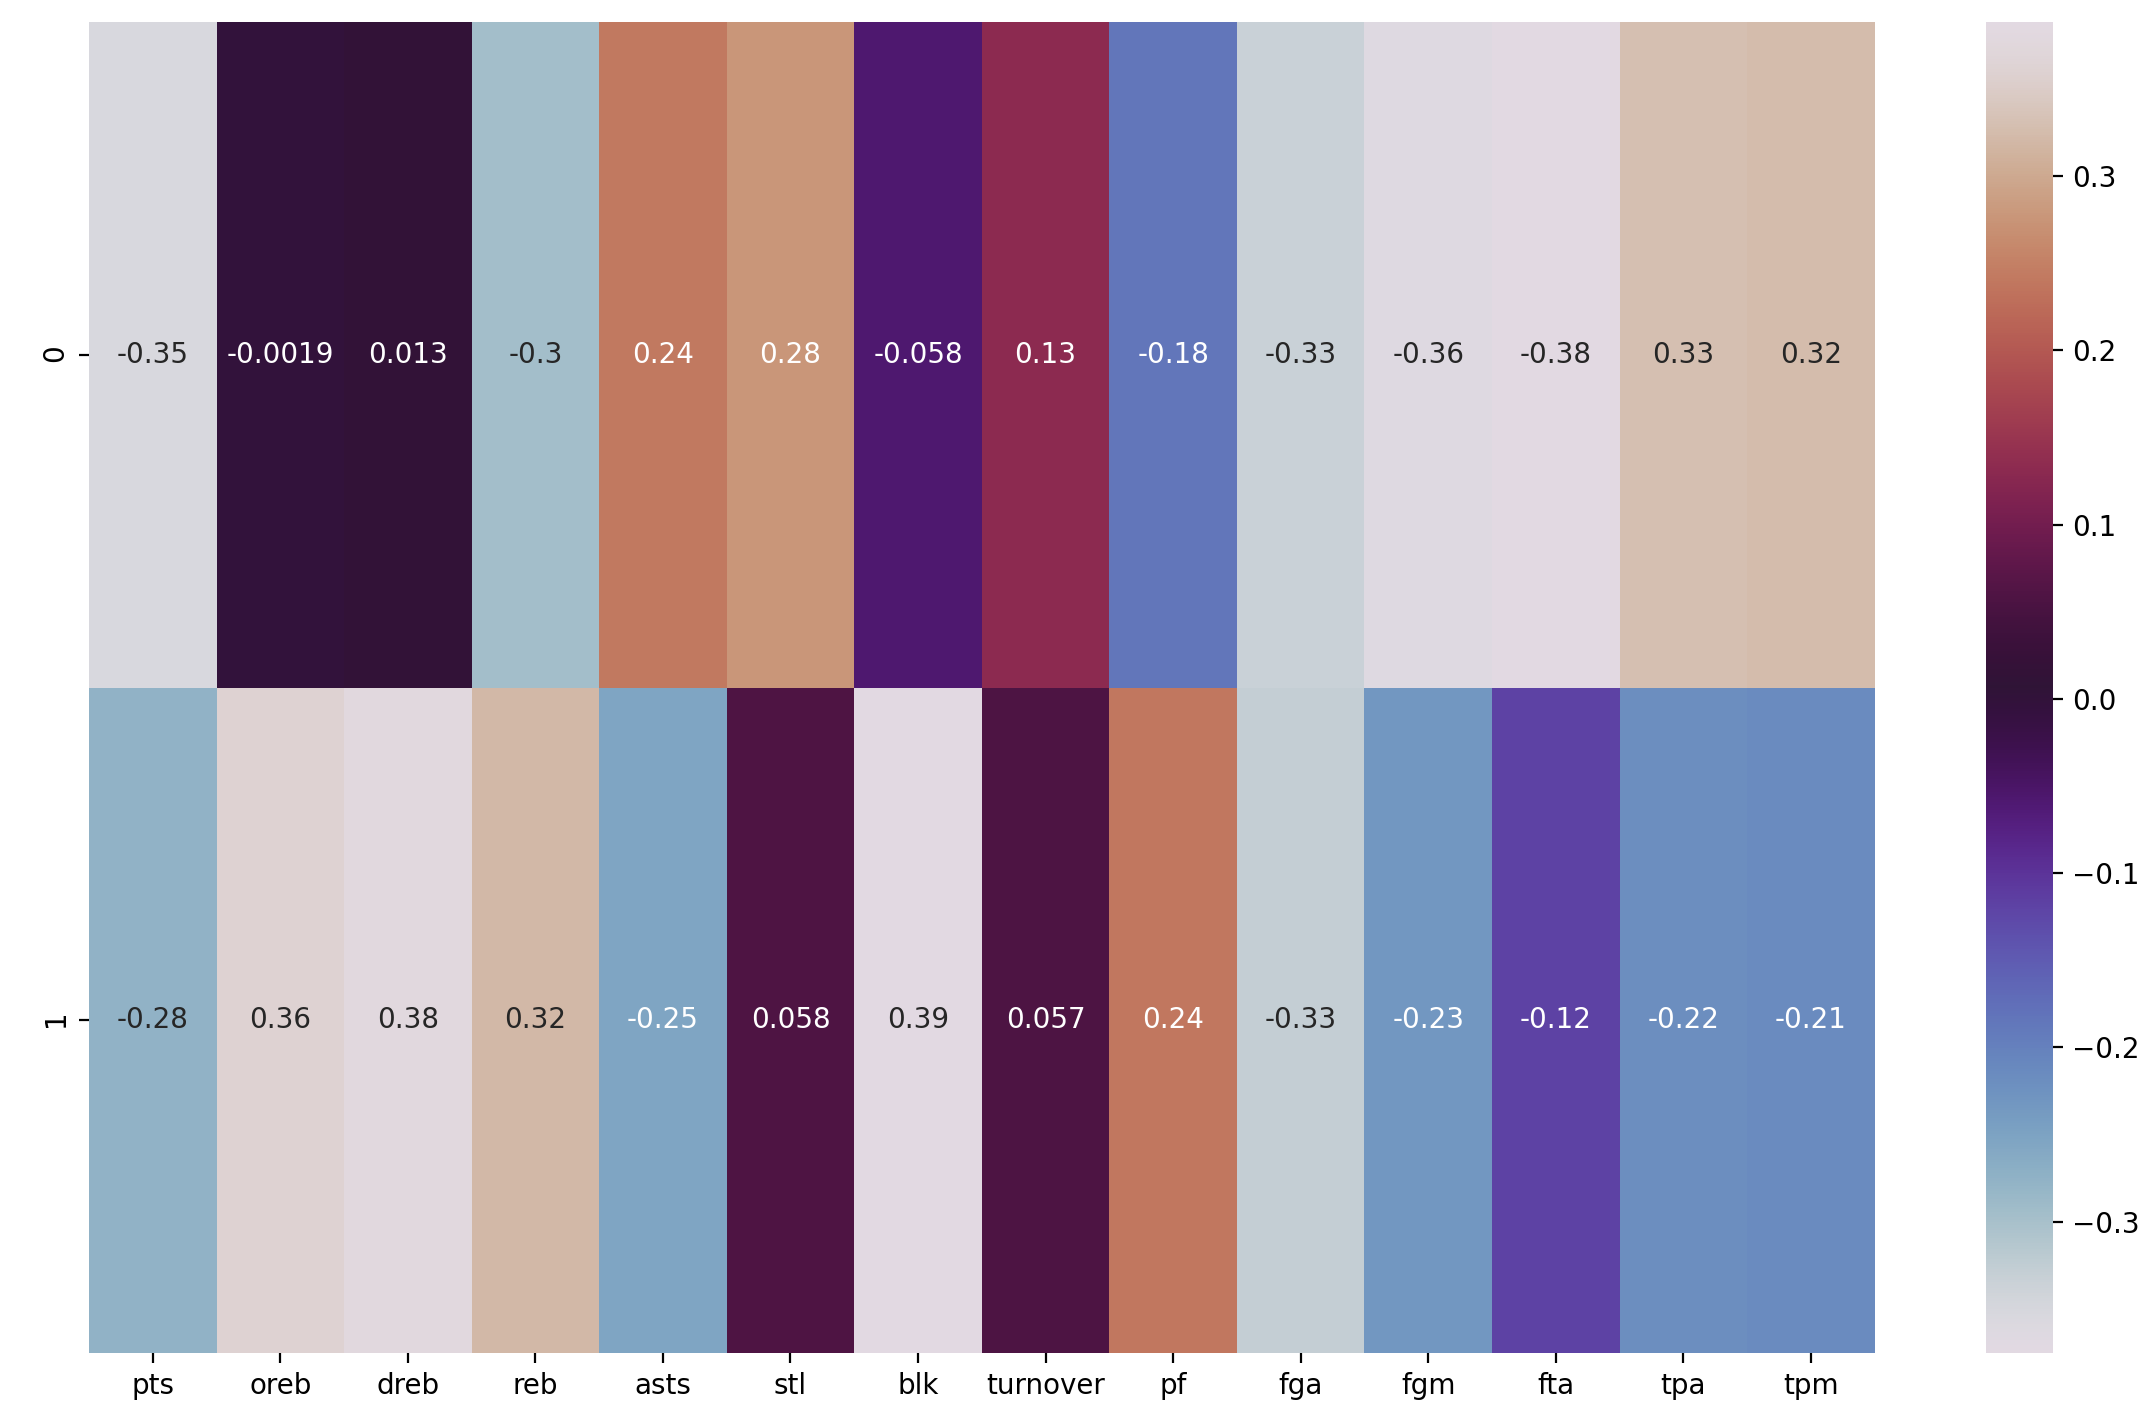 0 -0.35 -0.0019 0.013 -0.3 0.24 0.28 -0.058 0.13 -0.18 -0.33 -0.36 -0.38 0.33 0.32
1 -0.28 0.36 0.38 0.32 -0.25 0.058 0.39 0.057 0.24 -0.33 -0.23 -0.12 -0.22 -0.21
pts oreb dreb reb asts stl blk turnover pf fga fgm fta tpa tpm
0.3
0.2
0.1
0.0
−0.1
−0.2
−0.3